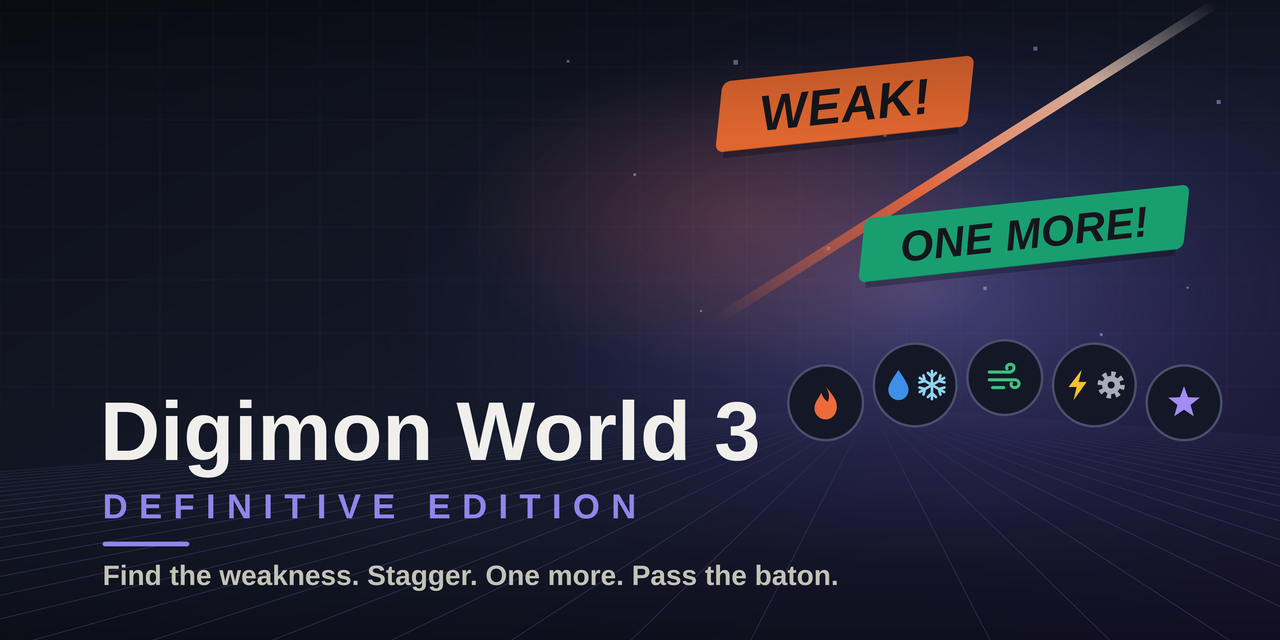 WEAK!
ONE MORE!
Digimon World 3
DEFINITIVE EDITION
Find the weakness. Stagger. One more. Pass the baton.